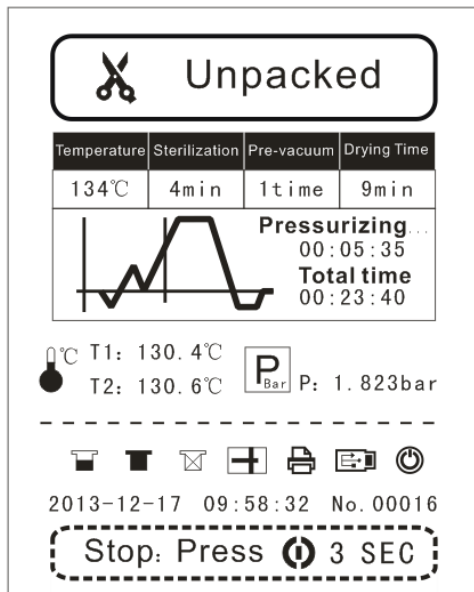 Unpacked
Temperature Sterilization Pre-vacuum Drying Time
134℃ 4min 1time 9min
Pressurizing...
00:05:35
Total time
00:23:40
℃ T1: 130.4℃
T2: 130.6℃
P Bar P: 1.823bar
2013-12-17 09:58:32 No.00016
Stop: Press 3 SEC